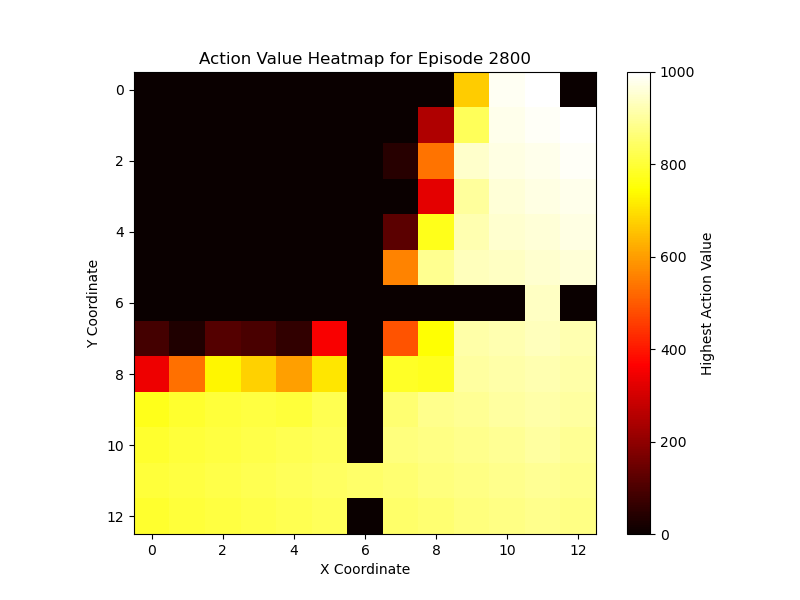 Action Value Heatmap for Episode 2800
0
2
4
6
8
10
12
Y Coordinate
0 2 4 6 8 10 12
X Coordinate
1000
800
600
400
200
0
Highest Action Value